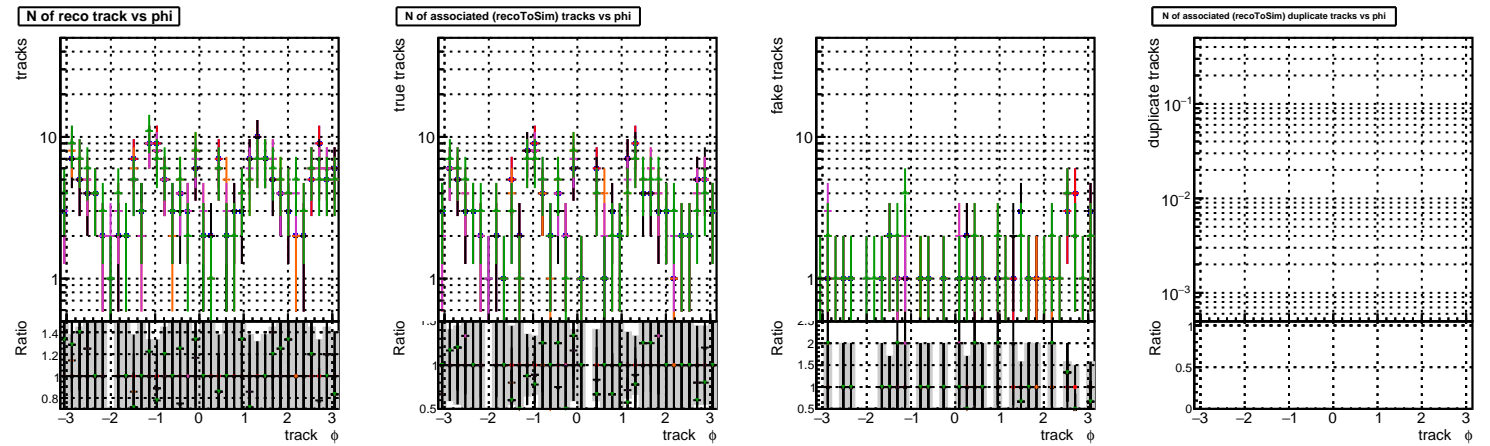 N of reco track vs phi
tracks
10
1
Ratio
1.4
1.2
1
0.8
−3 −2 −1 0 1 2 3
track φ
N of associated (recoToSim) tracks vs phi
true tracks
10
1
Ratio
1.5
1
0.5
−3 −2 −1 0 1 2 3
track φ
fake tracks
10
1
Ratio
2.5
2
1.5
1
0.5
−3 −2 −1 0 1 2 3
track φ
N of associated (recoToSim) duplicate tracks vs phi
duplicate tracks
10−1
10−2
10−3
Ratio
1
0.5
0
−3 −2 −1 0 1 2 3
track φ